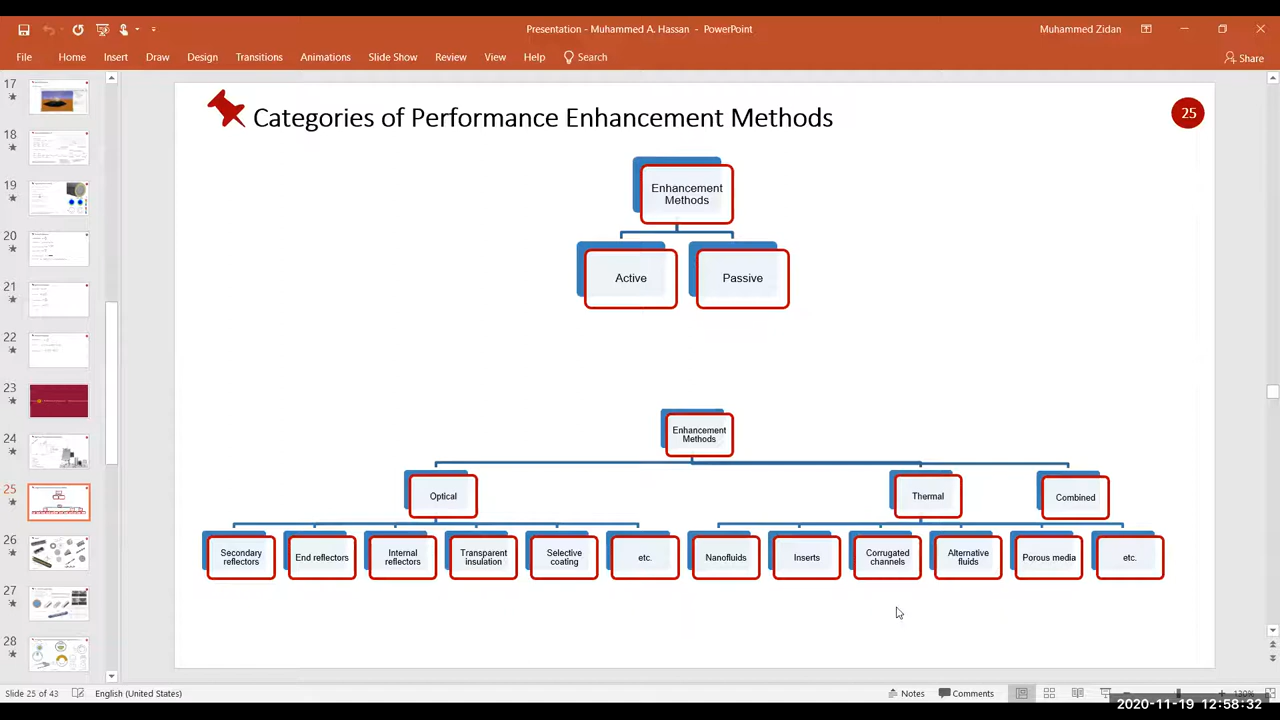 Presentation - Muhammed A. Hassan - PowerPoint
Muhammed Zidan
File Home Insert Draw Design Transitions Animations Slide Show Review View Help Search Share
17
18
19
20
21
22
23
24
25
26
27
28
Categories of Performance Enhancement Methods
25
Enhancement
Methods
Active Passive
Enhancement
Methods
Optical Thermal Combined
Secondary
reflectors
End reflectors
Internal
reflectors
Transparent
insulation
Selective
coating
etc.
Nanofluids
Inserts
Corrugated
channels
Alternative
fluids
Porous media
etc.
Slide 25 of 43 English (United States) Notes Comments 130%
2020-11-19 12:58:32